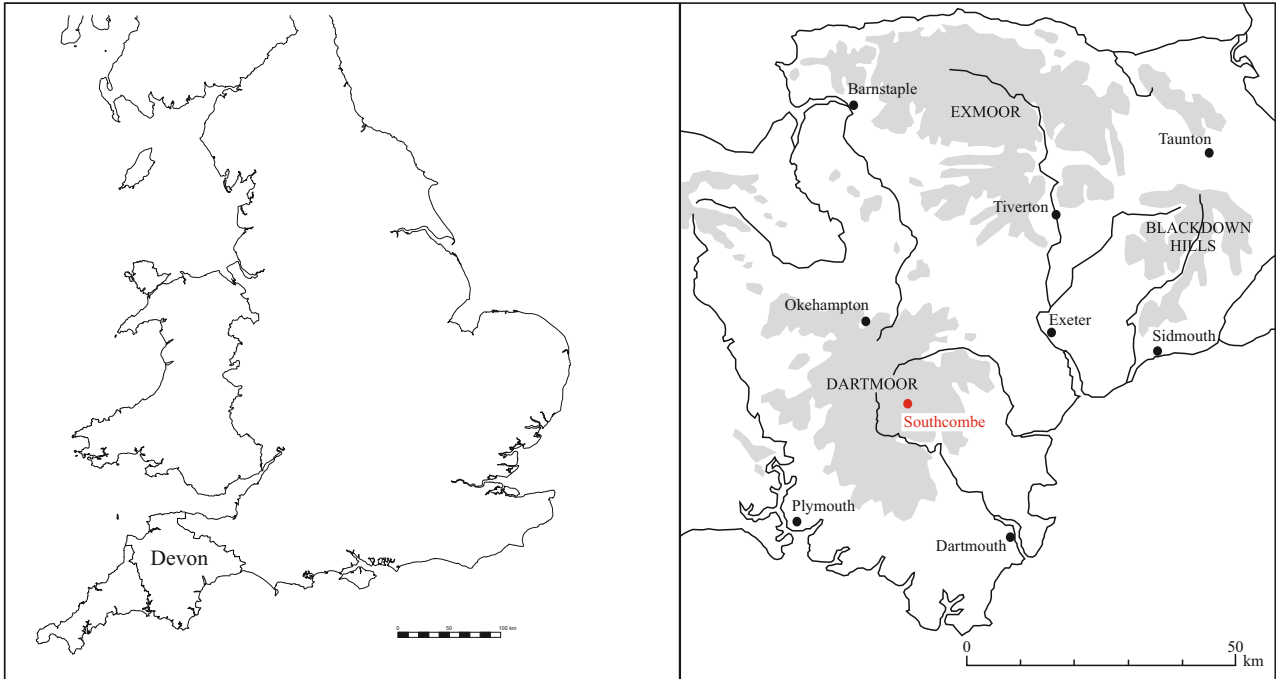 Devon
0 50 100 km
Barnstaple
EXMOOR
Taunton
Tiverton
BLACKDOWN
HILLS
Okehampton
Exeter
Sidmouth
DARTMOOR
Southcombe
Plymouth
Dartmouth
0 50
km